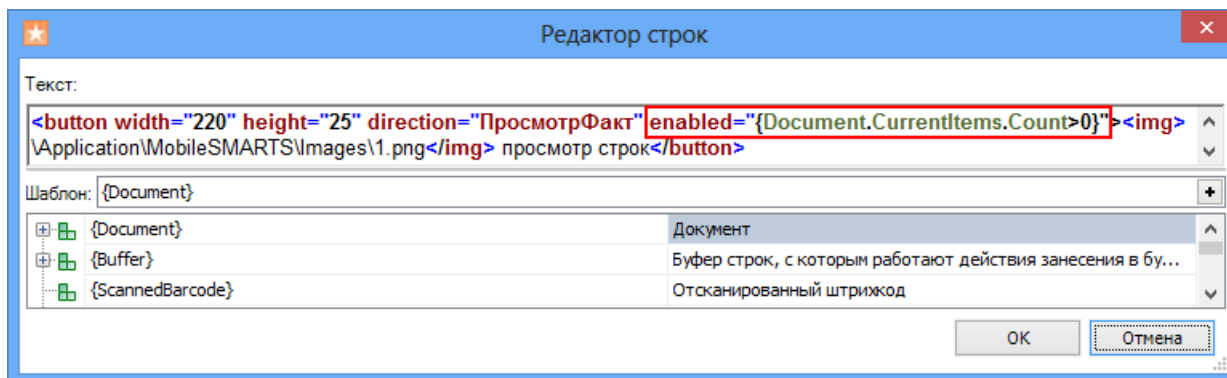 Редактор строк
Текст:
<button width="220" height="25" direction="ПросмотрФакт" enabled="{Document.CurrentItems.Count>0}"><img>
\Application\MobileSMARTS\Images\1.png</img> просмотр строк</button>
Шаблон: {Document}
{Document} Документ
{Buffer} Буфер строк, с которым работают действия занесения в бу...
{ScannedBarcode} Отсканированный штрихкод
ОК Отмена